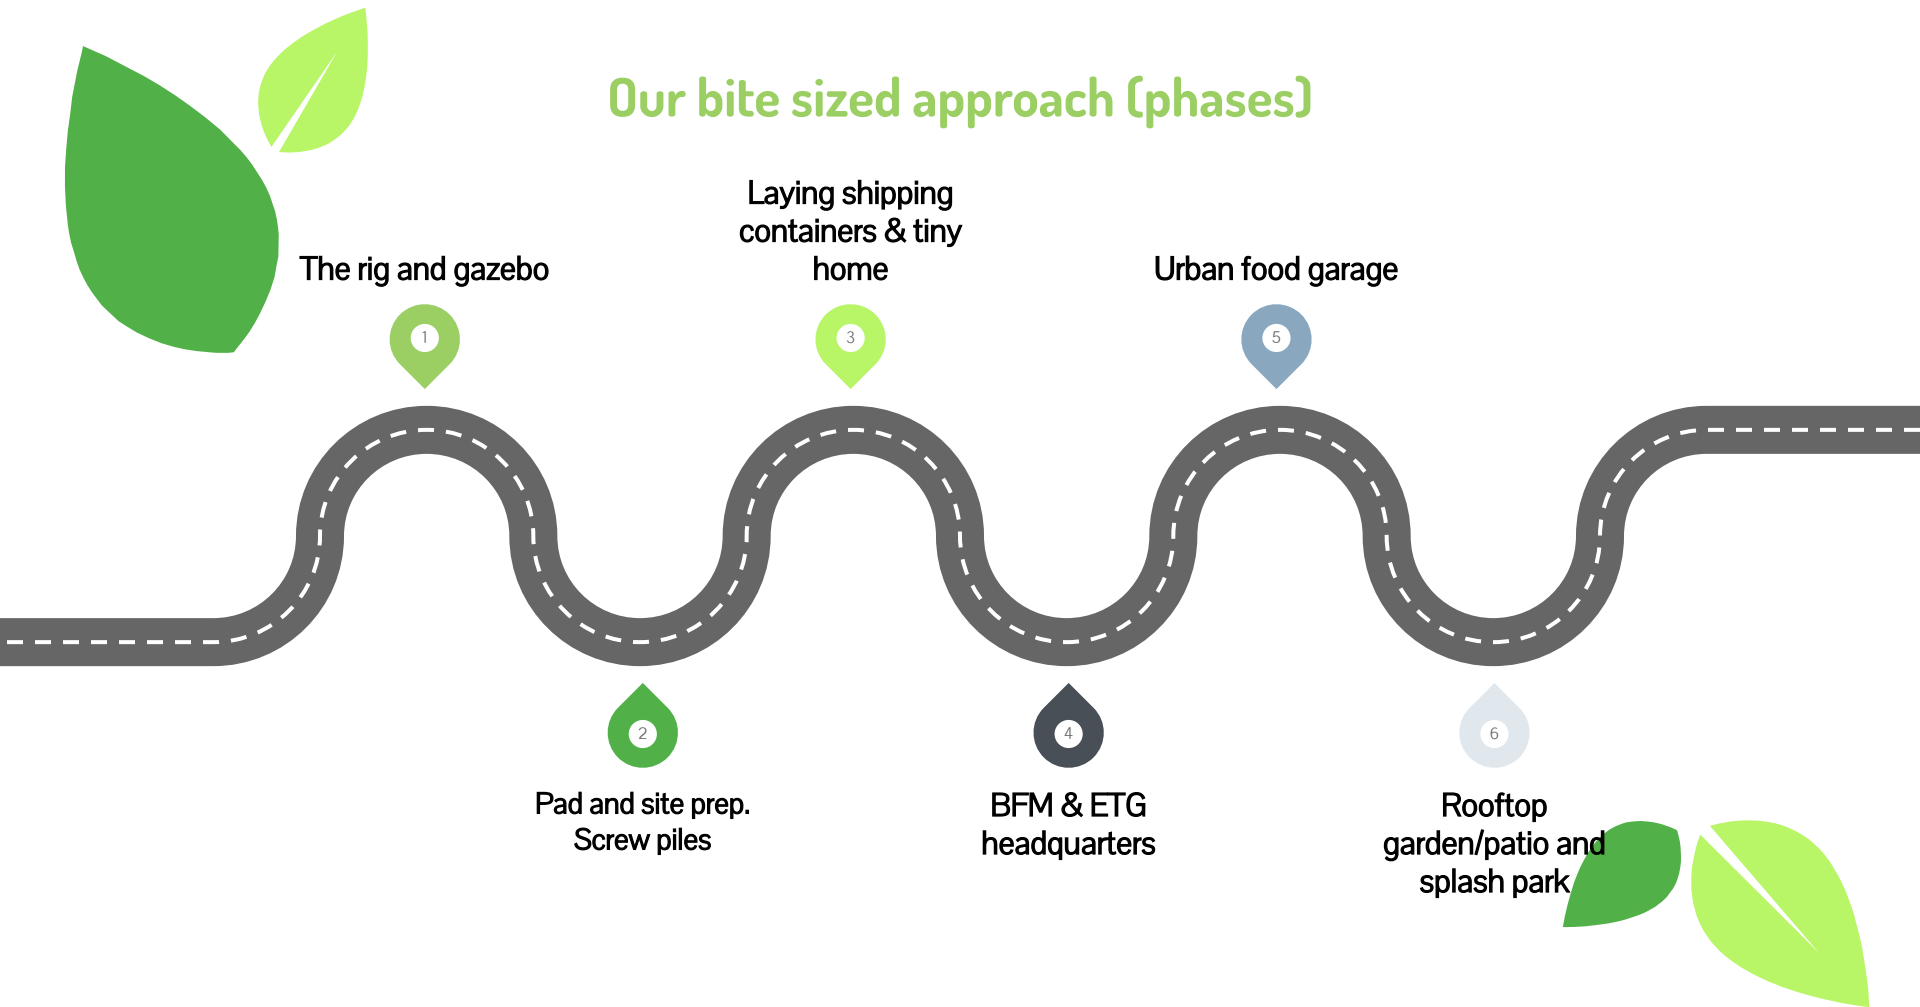 Our bite sized approach (phases)
The rig and gazebo
1
Pad and site prep.
Screw piles
2
Laying shipping
containers & tiny
home
3
BFM & ETG
headquarters
4
Urban food garage
5
Rooftop
garden/patio and
splash park
6